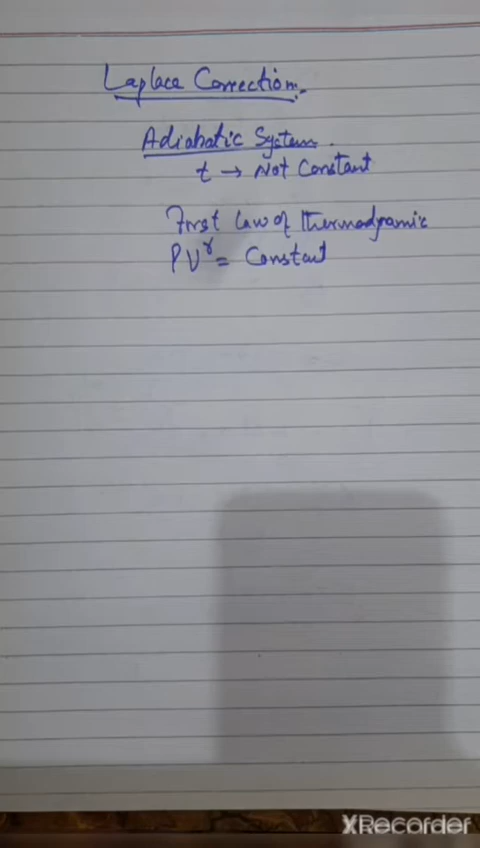 Laplace Correction.
Adiabatic System.
t → Not Constant
First law of thermodynamic
PV^γ = Constant
XRecorder